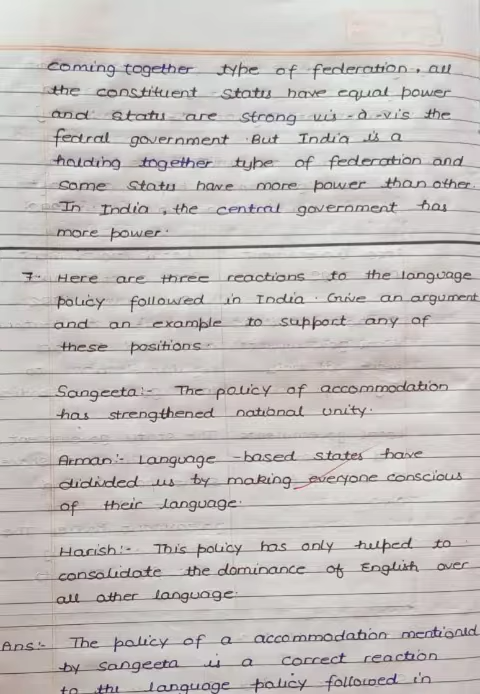 coming together type of federation, all
the constituent states have equal power
and states are strong vis-à-vis the
fedral government. But India is a
holding together type of federation and
some states have more power than other.
In India, the central government has
more power.
7. Here are three reactions to the language
policy followed in India. Give an argument
and an example to support any of
these positions.
Sangeeta:- The policy of accommodation
has strengthened national unity.
Arman:- Language -based states have
didivded us by making everyone conscious
of their language.
Harish:- This policy has only helped to
consolidate the dominance of English over
all other language.
Ans:- The policy of a accommodation mentioned
by Sangeeta is a correct reaction
to the language policy followed in